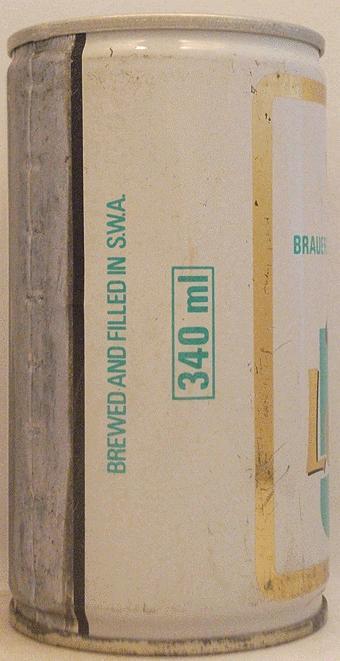 BREWED AND FILLED IN S.W.A.
340 ml